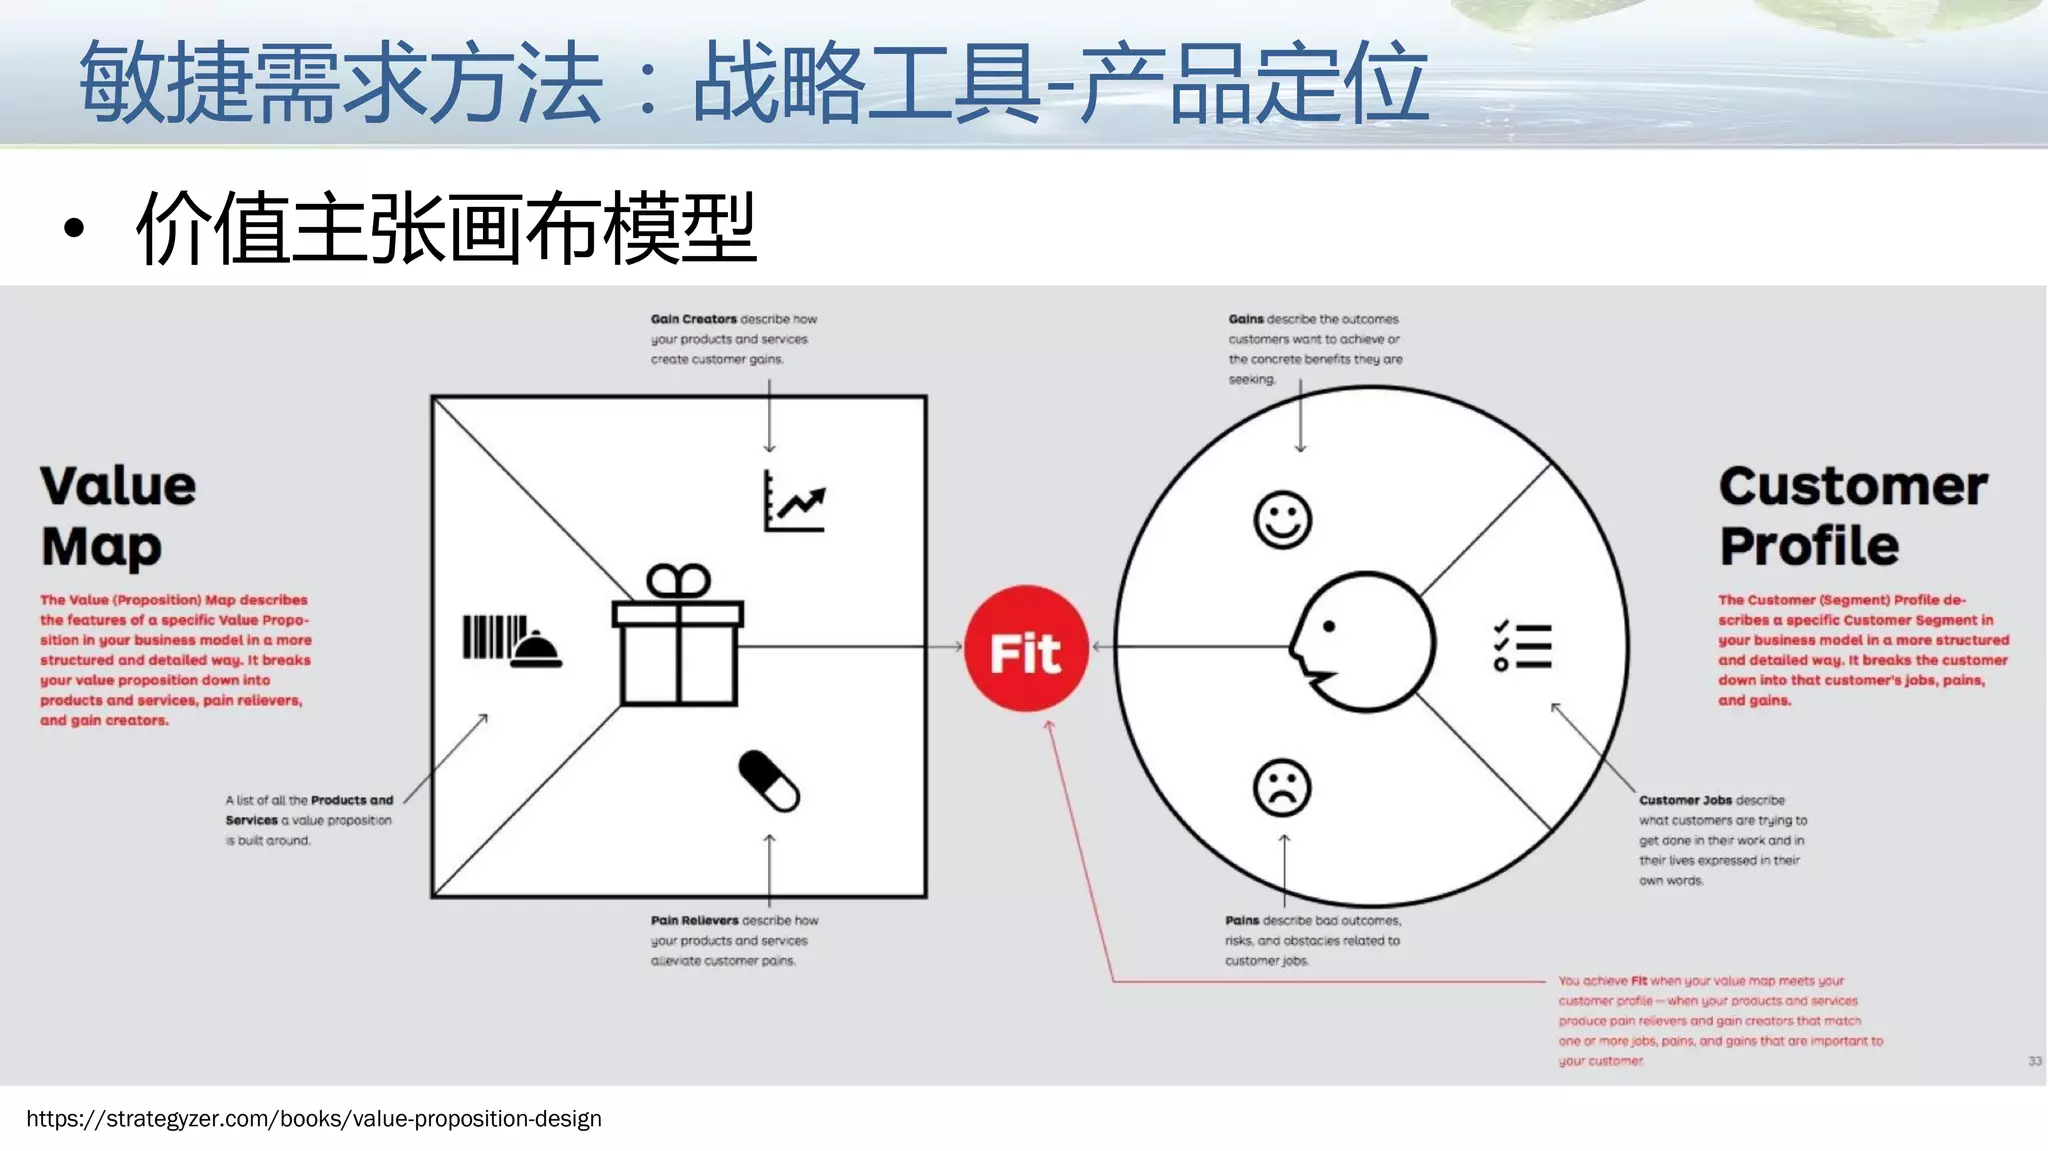 敏捷需求方法：战略工具-产品定位
• 价值主张画布模型
Gain Creators describe how
your products and services
create customer gains.
Gains describe the outcomes
customers want to achieve or
the concrete benefits they are
seeking.
Value
Map
The Value (Proposition) Map describes
the features of a specific Value Propo-
sition in your business model in a more
structured and detailed way. It breaks
your value proposition down into
products and services, pain relievers,
and gain creators.
A list of all the Products and
Services a value proposition
is built around.
Pain Relievers describe how
your products and services
alleviate customer pains.
Fit
Customer
Profile
The Customer (Segment) Profile de-
scribes a specific Customer Segment in
your business model in a more structured
and detailed way. It breaks the customer
down into that customer's jobs, pains,
and gains.
Customer Jobs describe
what customers are trying to
get done in their work and in
their lives expressed in their
own words.
Pains describe bad outcomes,
risks, and obstacles related to
customer jobs.
You achieve Fit when your value map meets your
customer profile—when your products and services
produce pain relievers and gain creators that match
one or more jobs, pains, and gains that are important to
your customer.
33
https://strategyzer.com/books/value-proposition-design